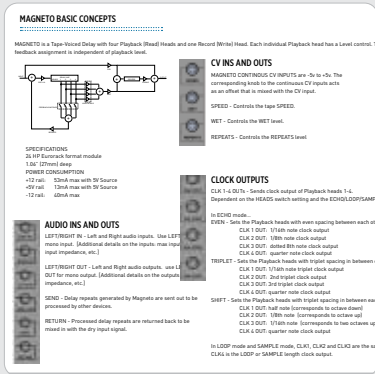 MAGNETO BASIC CONCEPTS
MAGNETO is a Tape-Voiced Delay with four Playback (Read) Heads and one Record (Write) Head. Each individual Playback head has a Level control.
feedback assignment is independent of playback level.
SPECIFICATIONS
24 HP Eurorack format module
1.06" (27mm) deep
POWER CONSUMPTION
+12 rail: 53mA max with 5V Source
+5V rail 13mA max with 5V Source
-12 rail: 40mA max
AUDIO INS AND OUTS
LEFT/RIGHT IN - Left and Right audio inputs. Use LEFT
mono input. (Additional details on the inputs. max inpu
input impedance, etc.)
LEFT/RIGHT OUT - Left and Right audio outputs. use LE
OUT for mono output (Additional details on the outputs
impedance, etc.)
SEND - Delay repeats generated by Magneto are sent out to be
processed by other devices.
RETURN - Processed delay repeats are returned back to be
mixed in with the dry input signal.
CV INS AND OUTS
MAGNETO CONTINOUS CV INPUTS are -5v to +5v The
corresponding knob to the continuous CV inputs acts
as an offset that is mixed with the CV input.
SPEED - Controls the tape SPEED.
WET - Controls the WET level.
REPEATS - Controls the REPEATS level
CLOCK OUTPUTS
CLK 1-4 OUTs - Sends clock output of Playback heads 1-4.
Dependent on the HEADS switch setting and the ECHO/LOOP/SAMP
In ECHO mode...
EVEN - Sets the Playback heads with even spacing between each ot
CLK 1 OUT: 1/16th note clock output
CLK 2 OUT: 1/8th note clock output
CLK 3 OUT: dotted 8th note clock output
CLK 4 OUT: quarter note clock output
TRIPLET - Sets the Playback heads with triplet spacing in between
CLK 1 OUT: 1/16th note triplet clock output
CLK 2 OUT: 2nd triplet clock output
CLK 3 OUT: 3rd triplet clock output
CLK 4 OUT: quarter note clock output
SHIFT - Sets the Playback heads with triplet spacing in between ea
CLK 1 OUT: half note (corresponds to octave down)
CLK 2 OUT: 1/8th note (corresponds to octave up)
CLK 3 OUT: 1/16th note (corresponds to two octaves up
CLK 4 OUT: quarter note clock output
In LOOP mode and SAMPLE mode, CLK1, CLK2 and CLK3 are the sa
CLK4 is the LOOP or SAMPLE length clock output.